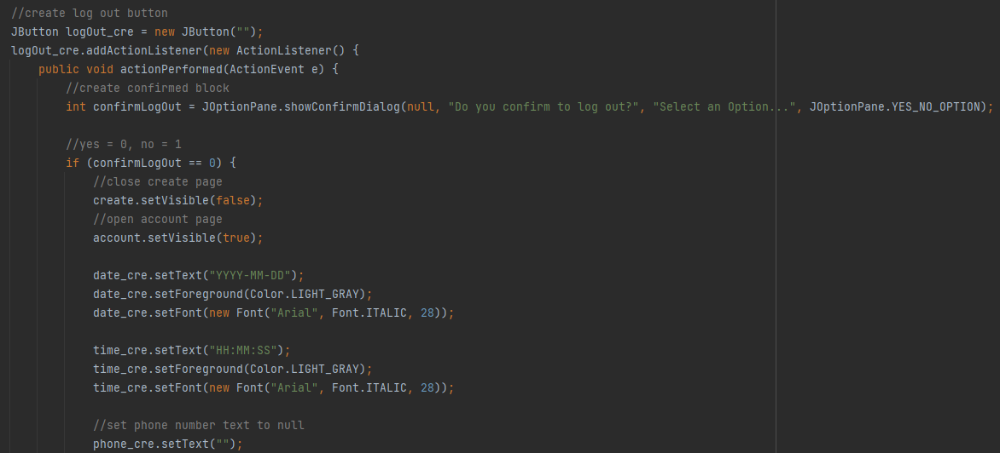 //create log out button
JButton logOut_cre = new JButton("");
logOut_cre.addActionListener(new ActionListener() {
public void actionPerformed(ActionEvent e) {
//create confirmed block
int confirmLogOut = JOptionPane.showConfirmDialog(null, "Do you confirm to log out?", "Select an Option...", JOptionPane.YES_NO_OPTION);
//yes = 0, no = 1
if (confirmLogOut == 0) {
//close create page
create.setVisible(false);
//open account page
account.setVisible(true);
date_cre.setText("YYYY-MM-DD");
date_cre.setForeground(Color.LIGHT_GRAY);
date_cre.setFont(new Font("Arial", Font.ITALIC, 28));
time_cre.setText("HH:MM:SS");
time_cre.setForeground(Color.LIGHT_GRAY);
time_cre.setFont(new Font("Arial", Font.ITALIC, 28));
//set phone number text to null
phone_cre.setText("");